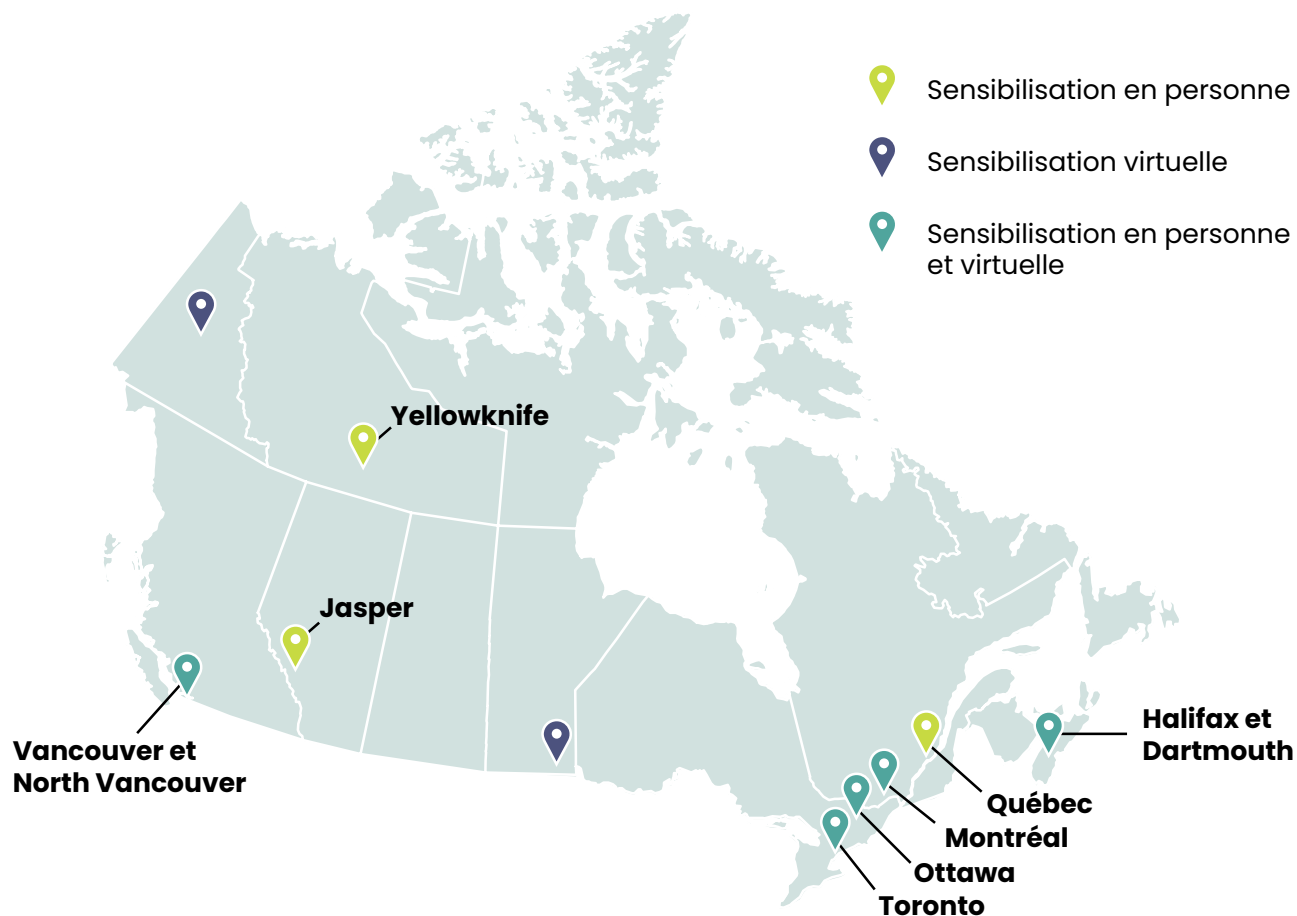 Sensibilisation en personne
Sensibilisation virtuelle
Sensibilisation en personne
et virtuelle
Yellowknife
Jasper
Vancouver et
North Vancouver
Halifax et
Dartmouth
Québec
Montréal
Ottawa
Toronto